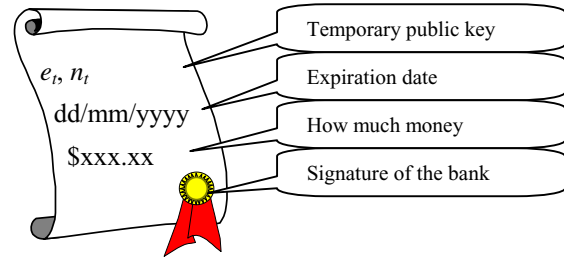 Temporary public key
e_t, n_t
Expiration date
dd/mm/yyyy
How much money
$xxx.xx
Signature of the bank